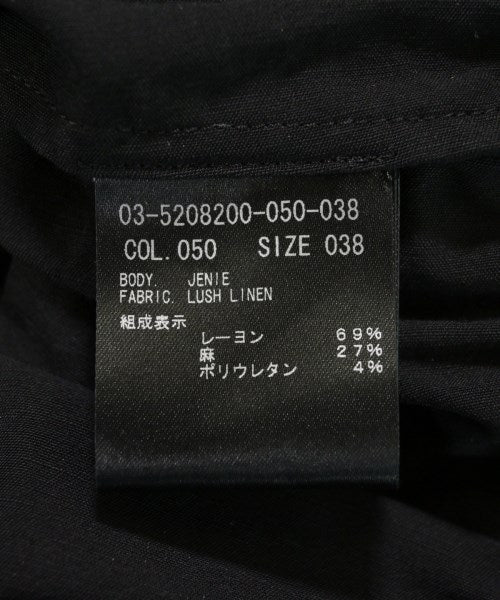 03-5208200-050-038
COL. 050 SIZE 038
BODY. JENIE
FABRIC. LUSH LINEN
組成表示
レーヨン 69%
麻 27%
ポリウレタン 4%